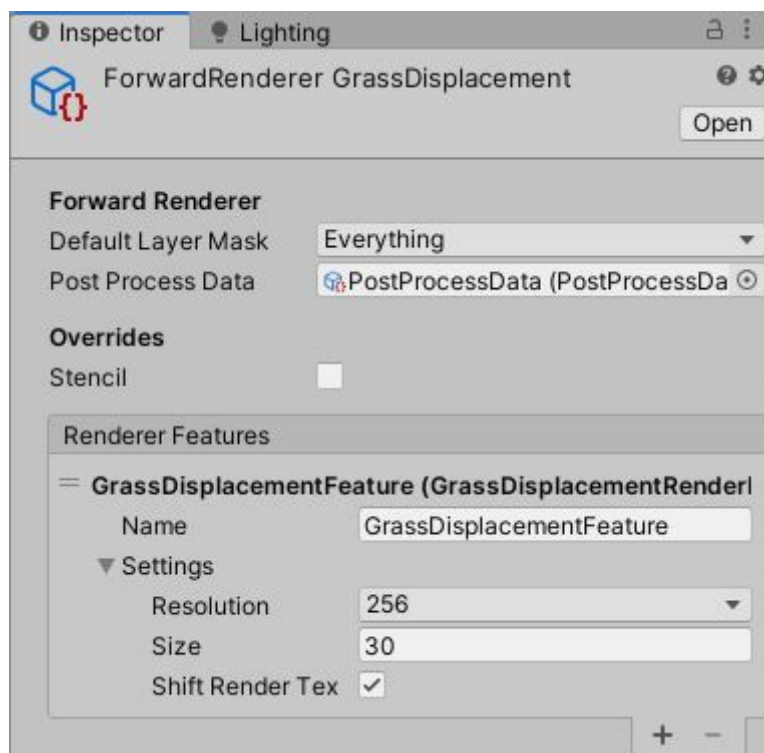 Inspector Lighting
ForwardRenderer GrassDisplacement
Open
Forward Renderer
Default Layer Mask Everything
Post Process Data PostProcessData (PostProcessDa
Overrides
Stencil
Renderer Features
GrassDisplacementFeature (GrassDisplacementRenderI
Name GrassDisplacementFeature
Settings
Resolution 256
Size 30
Shift Render Tex